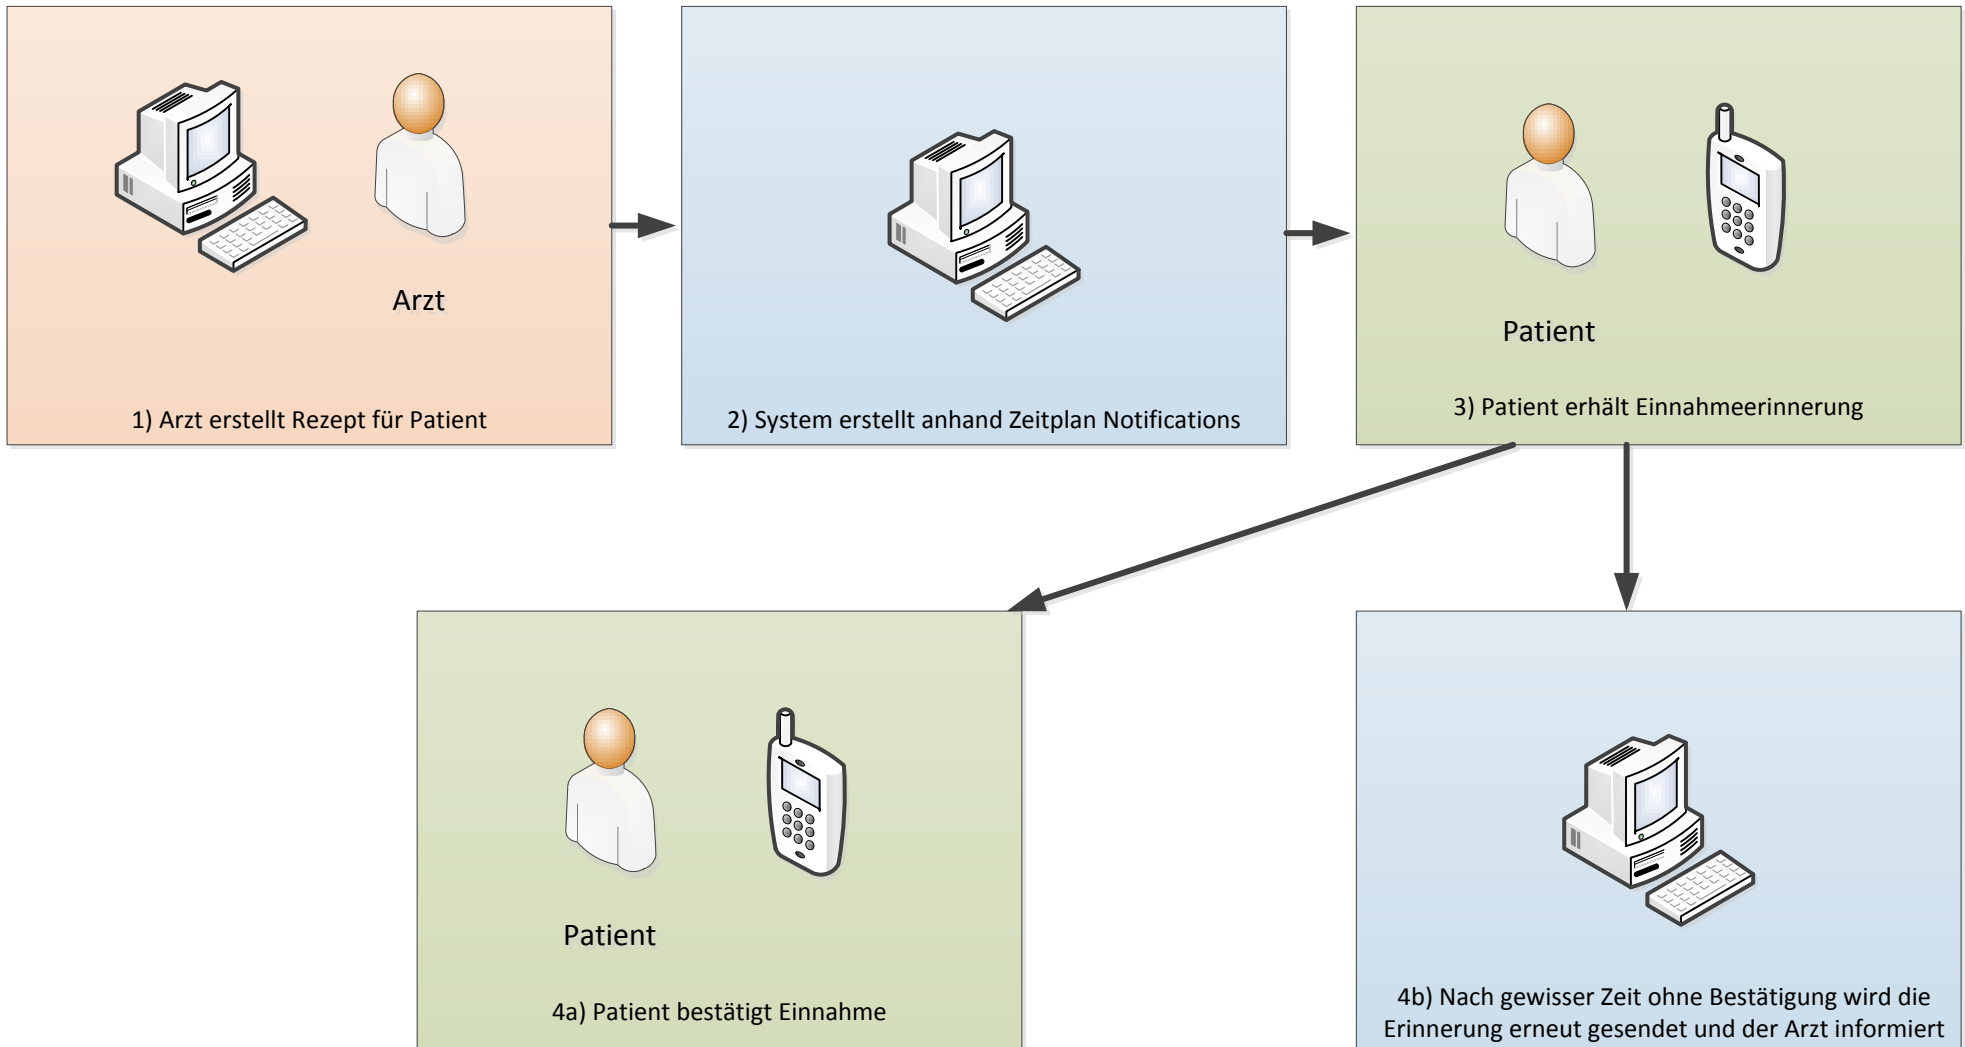 Arzt
1) Arzt erstellt Rezept für Patient
2) System erstellt anhand Zeitplan Notifications
Patient
3) Patient erhält Einnahmeerinnerung
Patient
4a) Patient bestätigt Einnahme
4b) Nach gewisser Zeit ohne Bestätigung wird die
Erinnerung erneut gesendet und der Arzt informiert